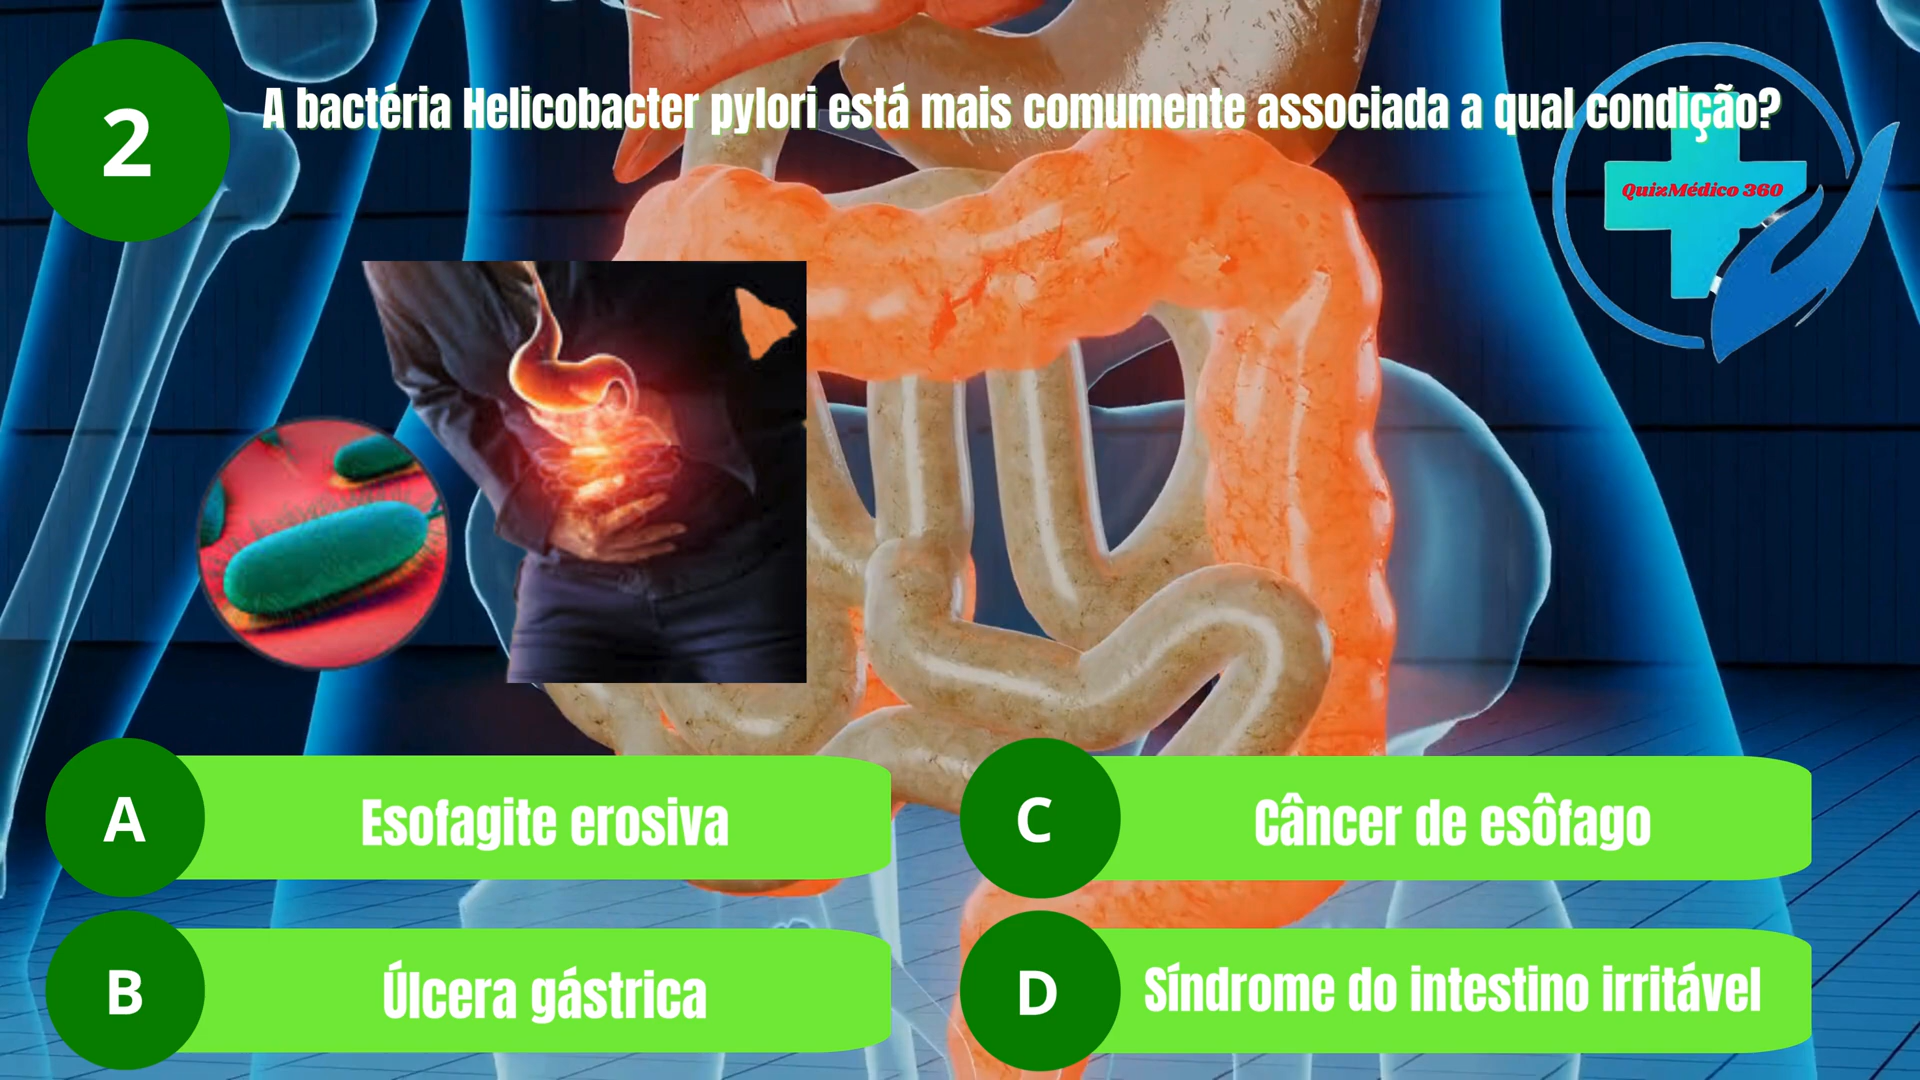 2
A bactéria Helicobacter pylori está mais comumente associada a qual condição?
QuizMédico 360
A
Esofagite erosiva
B
Úlcera gástrica
C
Câncer de esôfago
D
Síndrome do intestino irritável